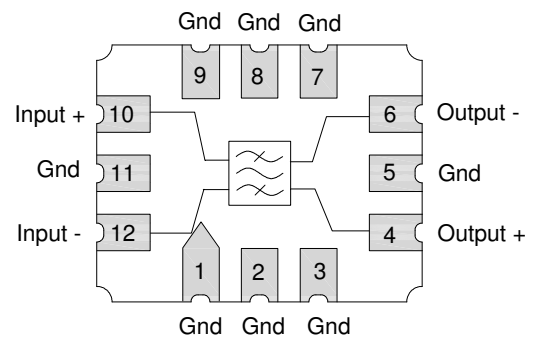 Gnd Gnd Gnd
9 8 7
Input + 10 6 Output -
Gnd 11 5 Gnd
Input - 12 4 Output +
1 2 3
Gnd Gnd Gnd